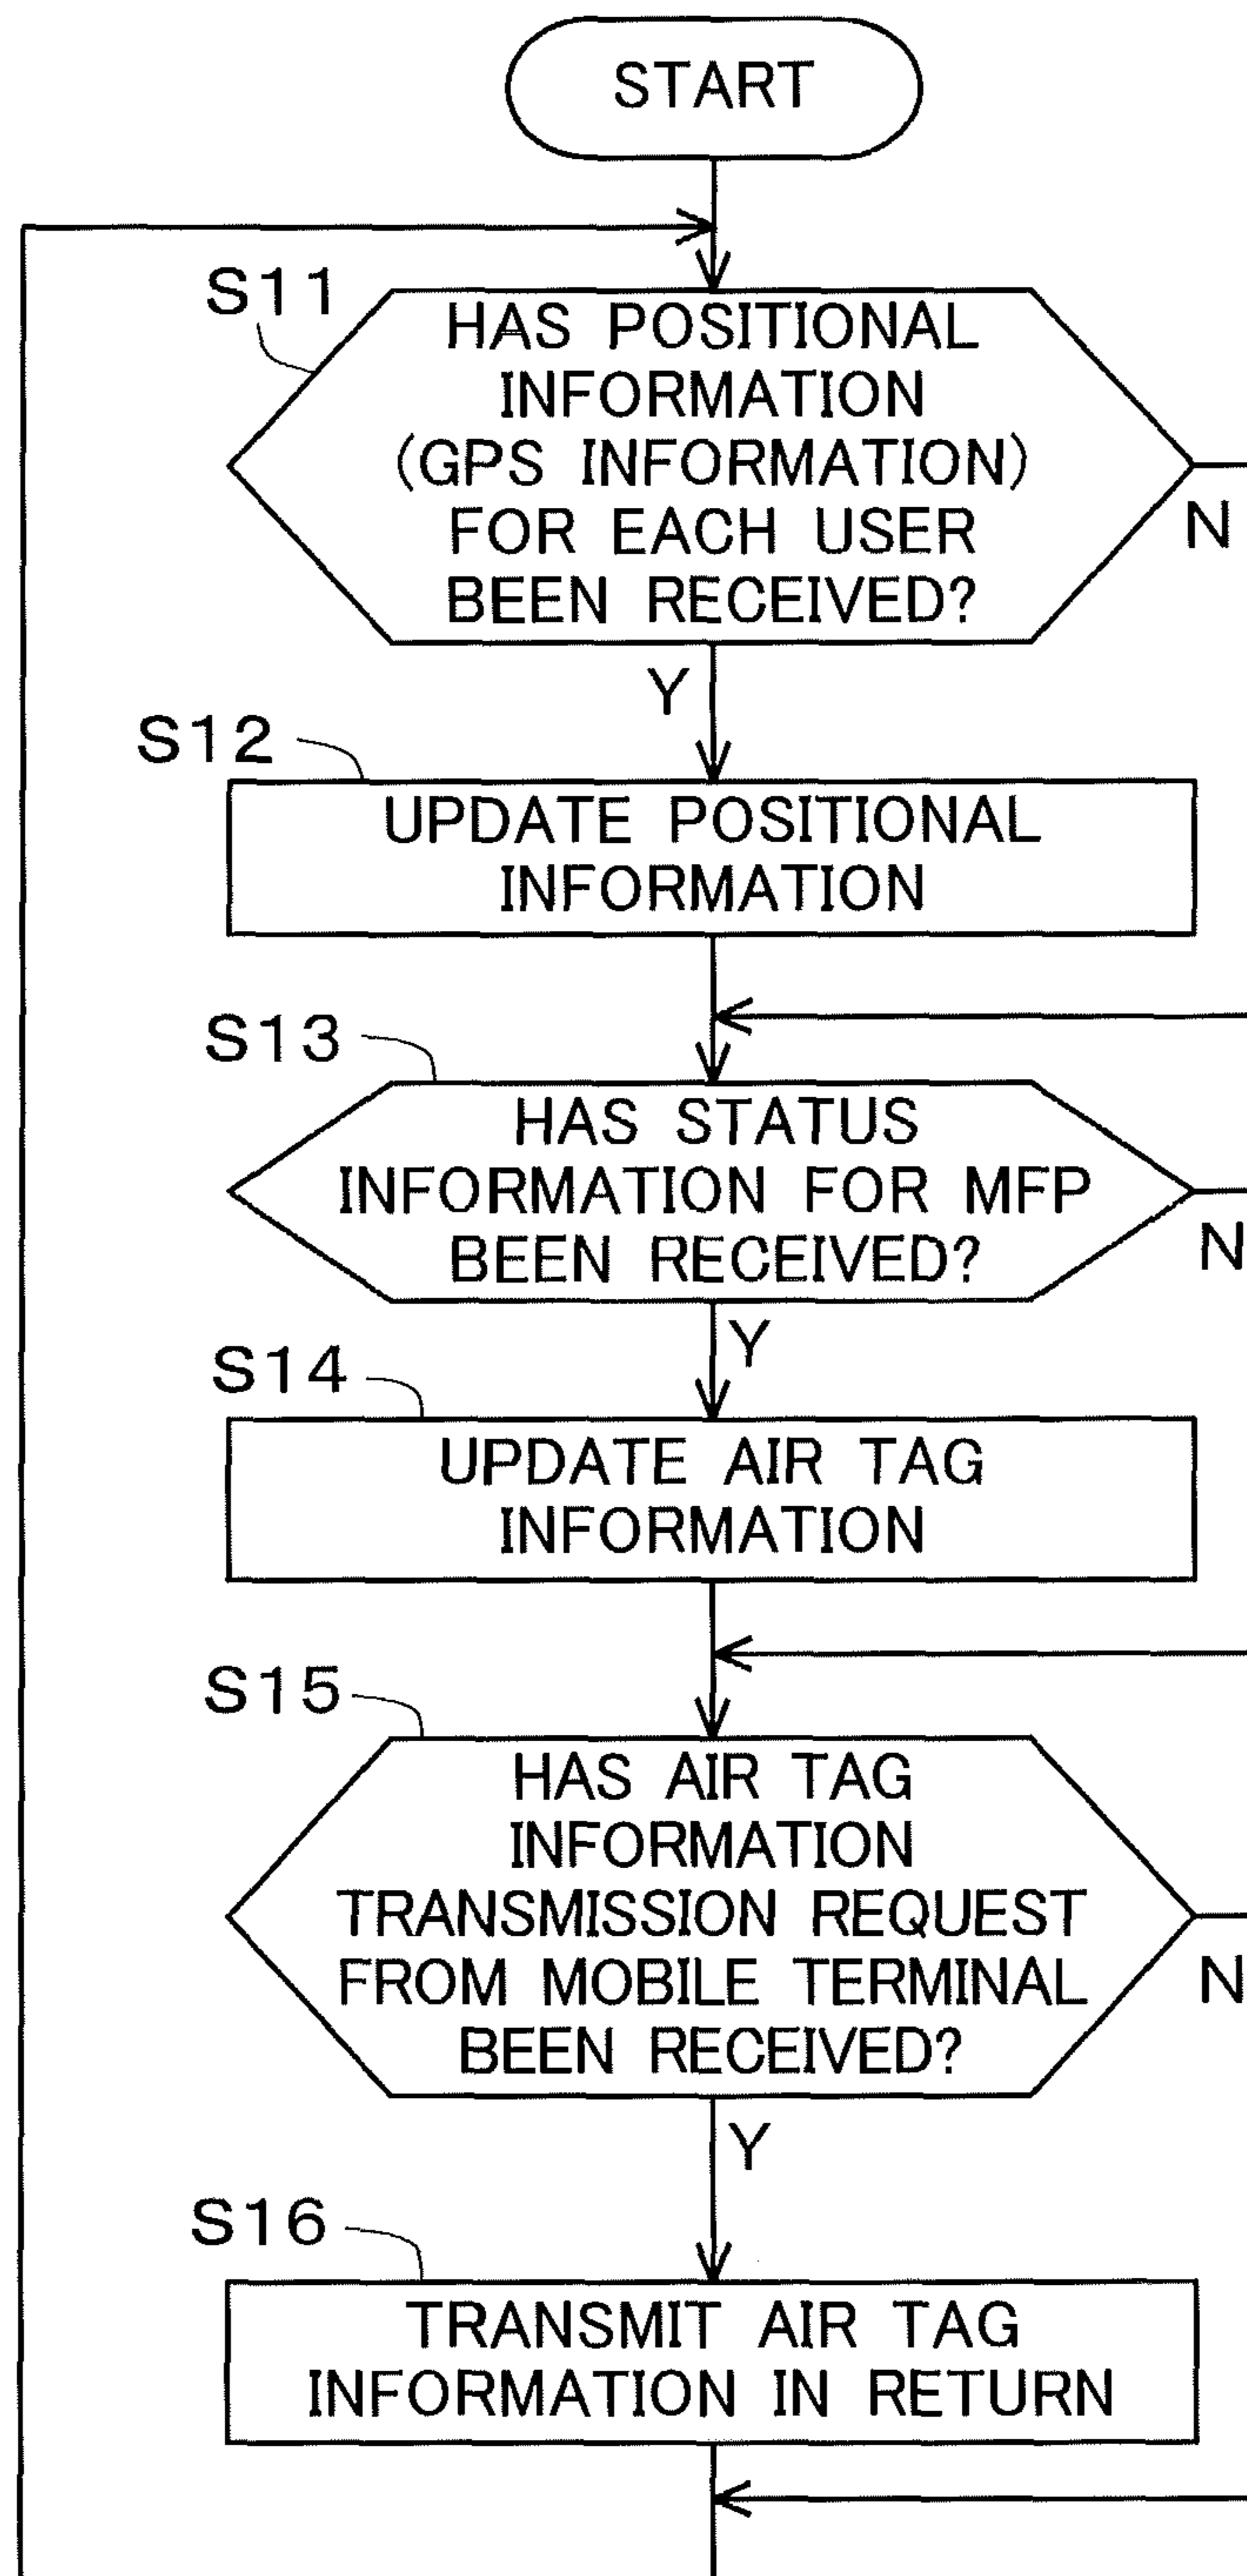 START
S11
HAS POSITIONAL
INFORMATION
(GPS INFORMATION)
FOR EACH USER
BEEN RECEIVED?
N
Y
S12
UPDATE POSITIONAL
INFORMATION
S13
HAS STATUS
INFORMATION FOR MFP
BEEN RECEIVED?
N
Y
S14
UPDATE AIR TAG
INFORMATION
S15
HAS AIR TAG
INFORMATION
TRANSMISSION REQUEST
FROM MOBILE TERMINAL
BEEN RECEIVED?
N
Y
S16
TRANSMIT AIR TAG
INFORMATION IN RETURN